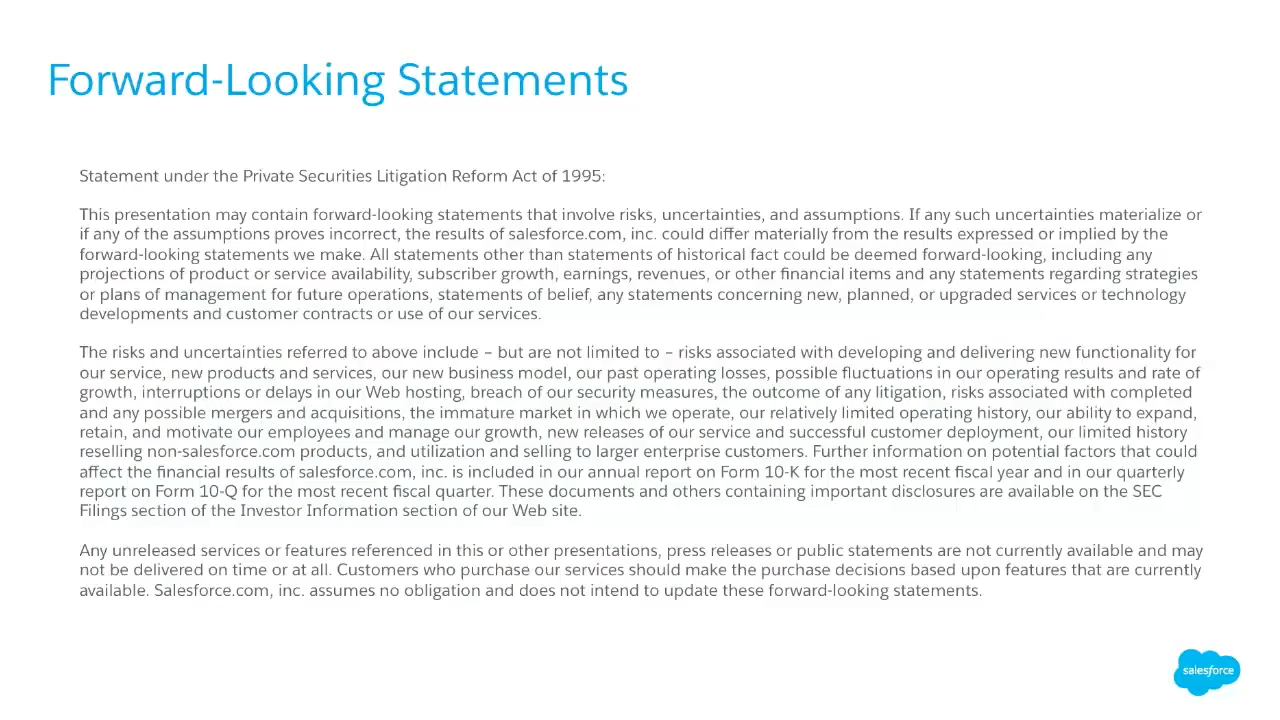 Forward-Looking Statements
Statement under the Private Securities Litigation Reform Act of 1995:
This presentation may contain forward-looking statements that involve risks, uncertainties, and assumptions. If any such uncertainties materialize or
if any of the assumptions proves incorrect, the results of salesforce.com, inc. could differ materially from the results expressed or implied by the
forward-looking statements we make. All statements other than statements of historical fact could be deemed forward-looking, including any
projections of product or service availability, subscriber growth, earnings, revenues, or other financial items and any statements regarding strategies
or plans of management for future operations, statements of belief, any statements concerning new, planned, or upgraded services or technology
developments and customer contracts or use of our services.
The risks and uncertainties referred to above include – but are not limited to – risks associated with developing and delivering new functionality for
our service, new products and services, our new business model, our past operating losses, possible fluctuations in our operating results and rate of
growth, interruptions or delays in our Web hosting, breach of our security measures, the outcome of any litigation, risks associated with completed
and any possible mergers and acquisitions, the immature market in which we operate, our relatively limited operating history, our ability to expand,
retain, and motivate our employees and manage our growth, new releases of our service and successful customer deployment, our limited history
reselling non-salesforce.com products, and utilization and selling to larger enterprise customers. Further information on potential factors that could
affect the financial results of salesforce.com, inc. is included in our annual report on Form 10-K for the most recent fiscal year and in our quarterly
report on Form 10-Q for the most recent fiscal quarter. These documents and others containing important disclosures are available on the SEC
Filings section of the Investor Information section of our Web site.
Any unreleased services or features referenced in this or other presentations, press releases or public statements are not currently available and may
not be delivered on time or at all. Customers who purchase our services should make the purchase decisions based upon features that are currently
available. Salesforce.com, inc. assumes no obligation and does not intend to update these forward-looking statements.
salesforce